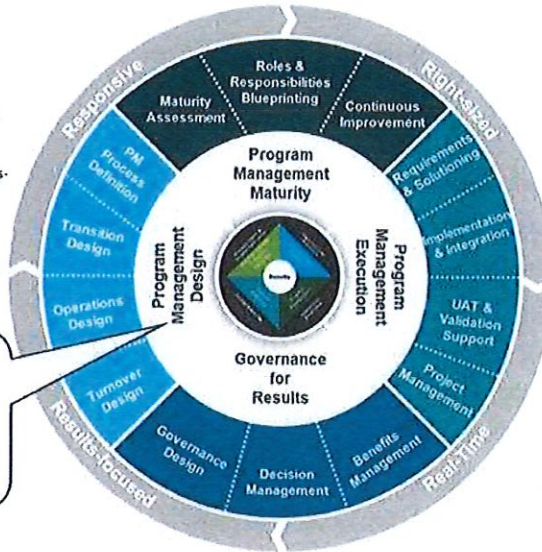 Responsive
Right-sized
Maturity
Assessment
Roles &
Responsibilities
Blueprinting
Continuous
Improvement
PM
Process
Definition
Requirements
& Solutioning
Program
Management
Maturity
Transition
Design
Implementation
& Integration
Program
Management
Design
Program
Management
Execution
Operations
Design
UAT &
Validation
Support
Governance
for
Results
Turnover
Design
Project
Management
Governance
Design
Decision
Management
Benefits
Management
Results-focused
Real-Time